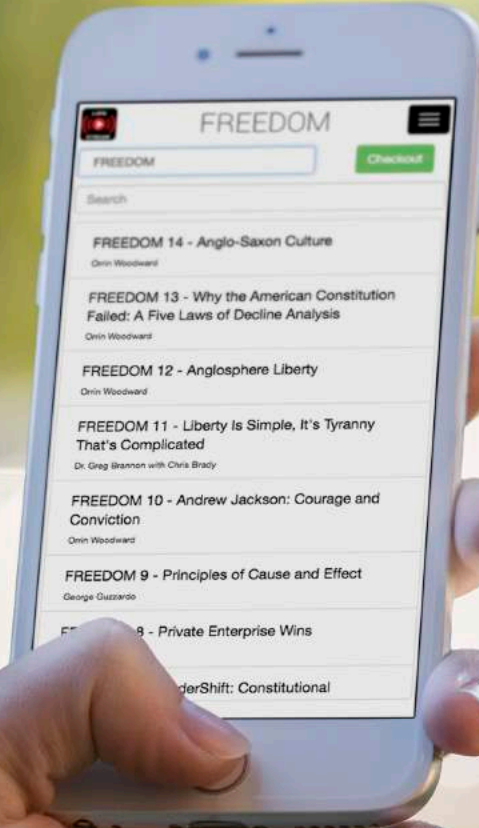 FREEDOM
FREEDOM
Checkout
Search
FREEDOM 14 - Anglo-Saxon Culture
Orrin Woodward
FREEDOM 13 - Why the American Constitution
Failed: A Five Laws of Decline Analysis
Orrin Woodward
FREEDOM 12 - Anglosphere Liberty
Orrin Woodward
FREEDOM 11 - Liberty Is Simple, It's Tyranny
That's Complicated
Dr. Greg Brannon with Chris Brady
FREEDOM 10 - Andrew Jackson: Courage and
Conviction
Orrin Woodward
FREEDOM 9 - Principles of Cause and Effect
George Guzzardo
8 - Private Enterprise Wins
derShift: Constitutional